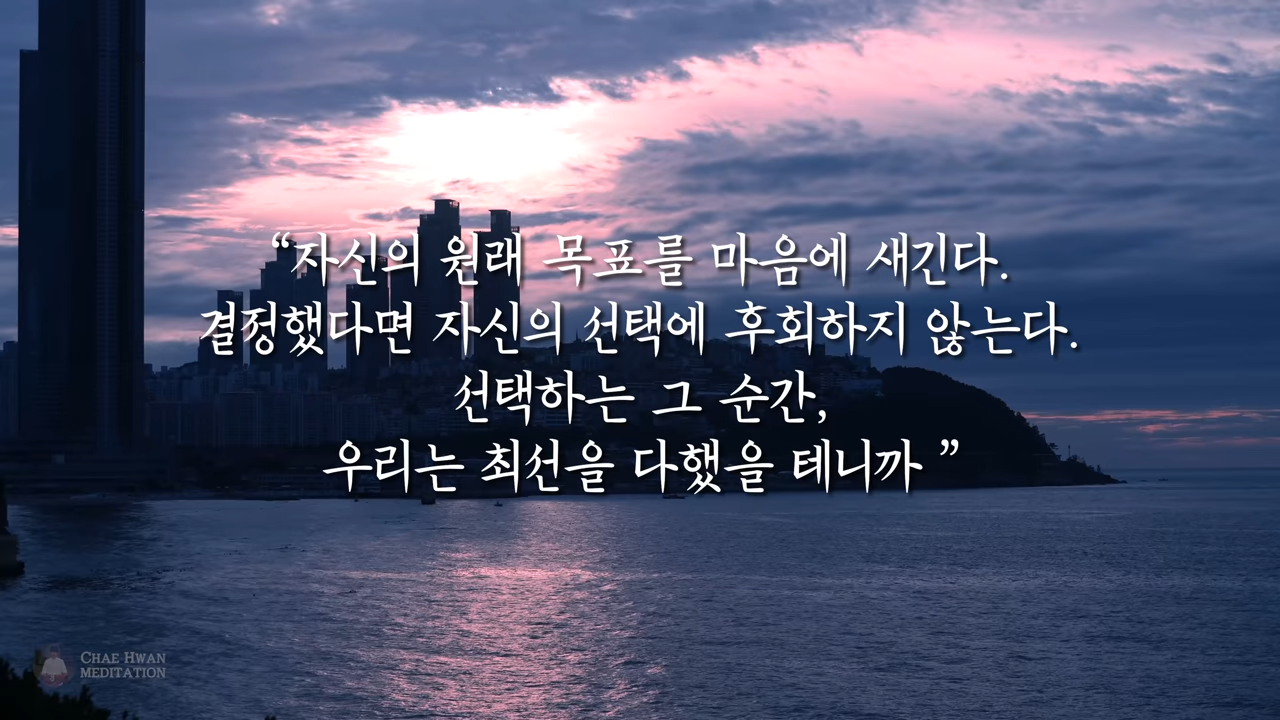 “자신의 원래 목표를 마음에 새긴다.
결정했다면 자신의 선택에 후회하지 않는다.
선택하는 그 순간,
우리는 최선을 다했을 테니까 ”
CHAE HWAN
MEDITATION